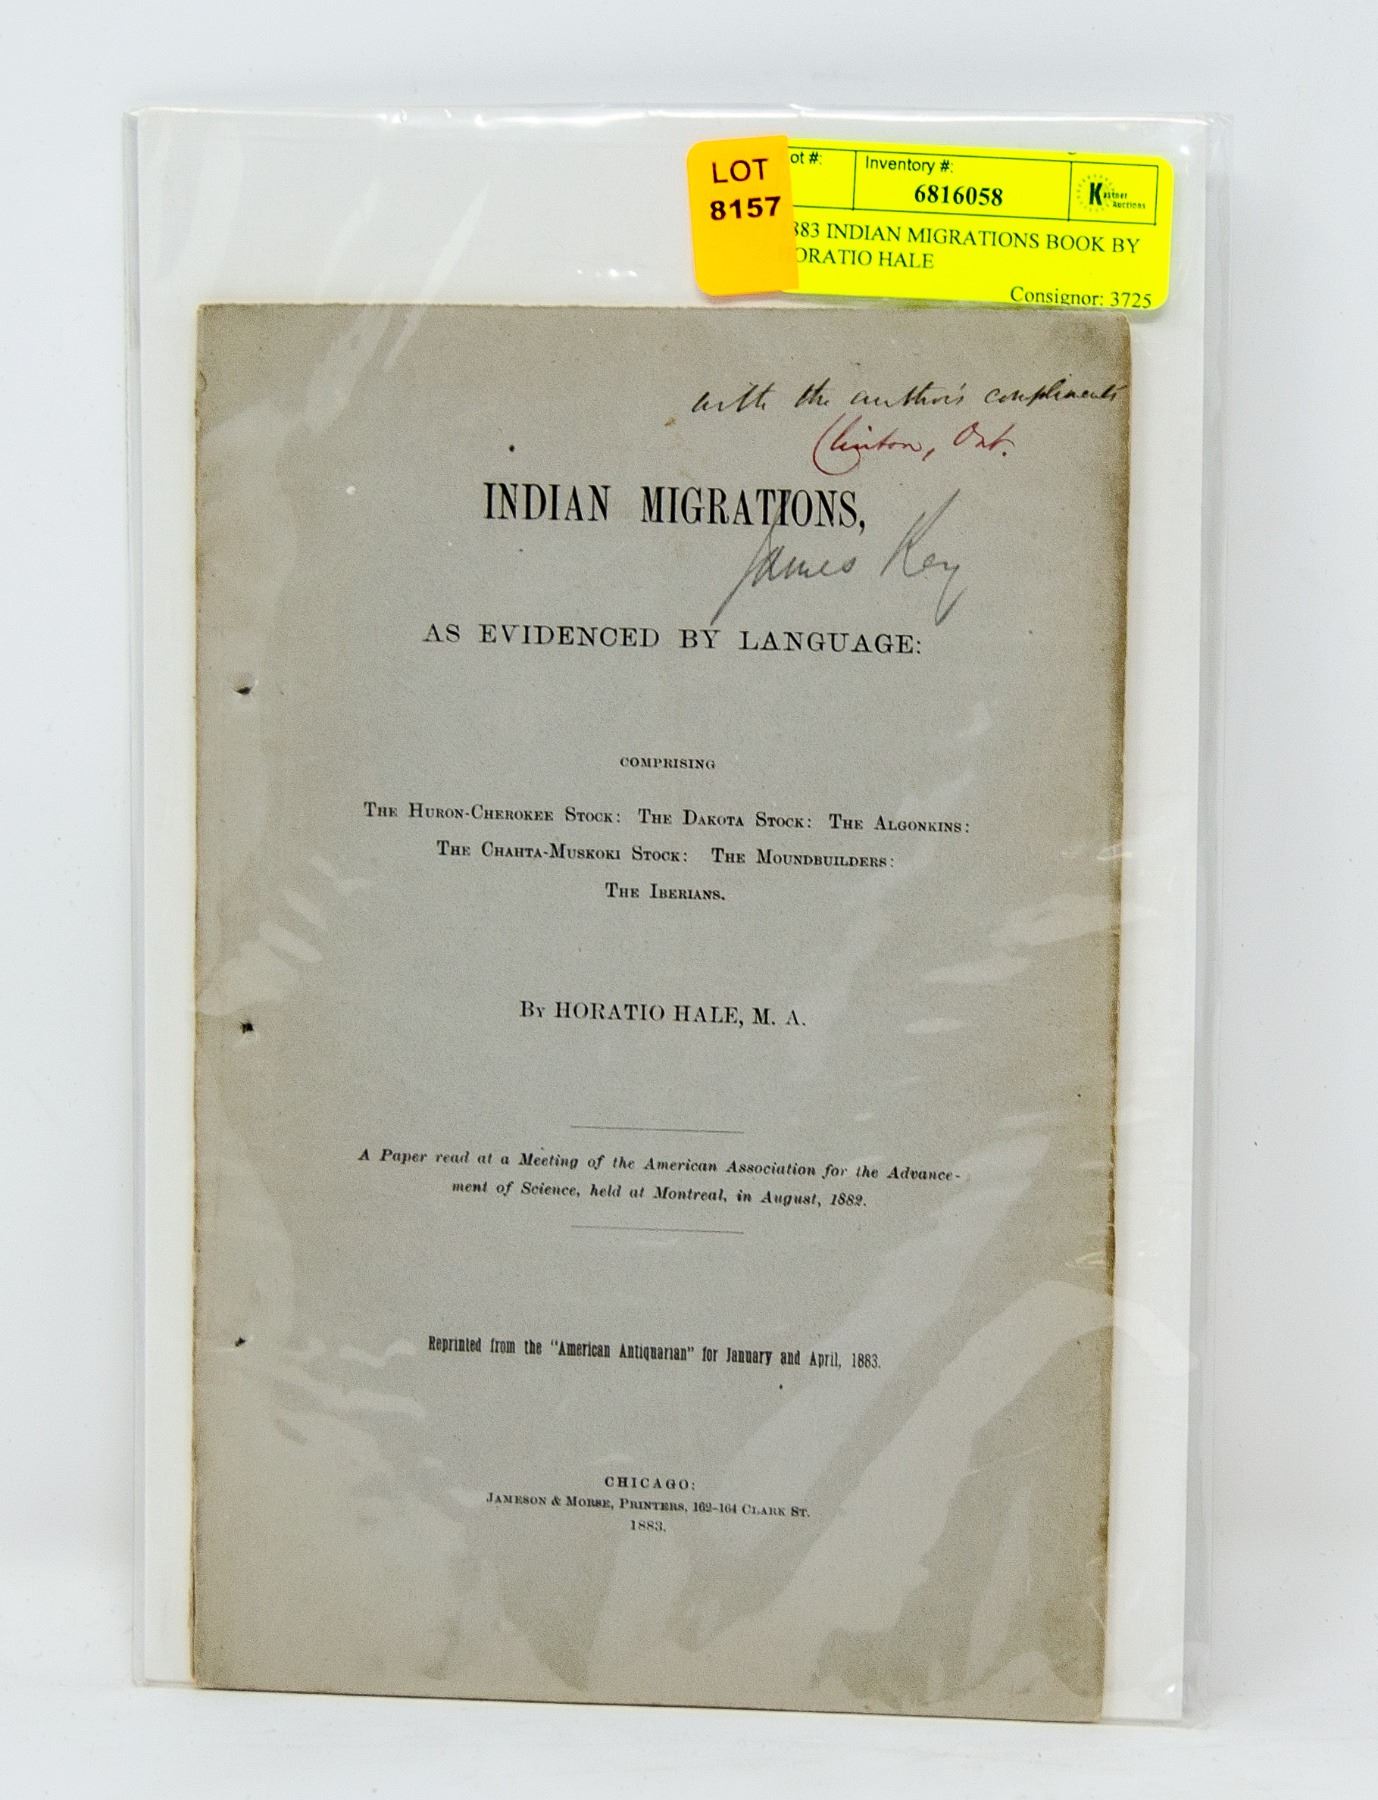 LOT
8157
ot #:
Inventory #:
6816058
Kastner
Auctions
883 INDIAN MIGRATIONS BOOK BY
ORATIO HALE
Consignor: 3725
with the author's compliments
Clinton, Ont.
INDIAN MIGRATIONS,
James Key
AS EVIDENCED BY LANGUAGE:
COMPRISING
THE HURON-CHEROKEE STOCK: THE DAKOTA STOCK: THE ALGONKINS:
THE CHAHTA-MUSKOKI STOCK: THE MOUNDBUILDERS:
THE IBERIANS.
BY HORATIO HALE, M. A.
A Paper read at a Meeting of the American Association for the Advance-
ment of Science, held at Montreal, in August, 1882.
Reprinted from the "American Antiquarian" for January and April, 1883.
CHICAGO:
JAMESON & MORSE, PRINTERS, 162-164 CLARK ST.
1883.